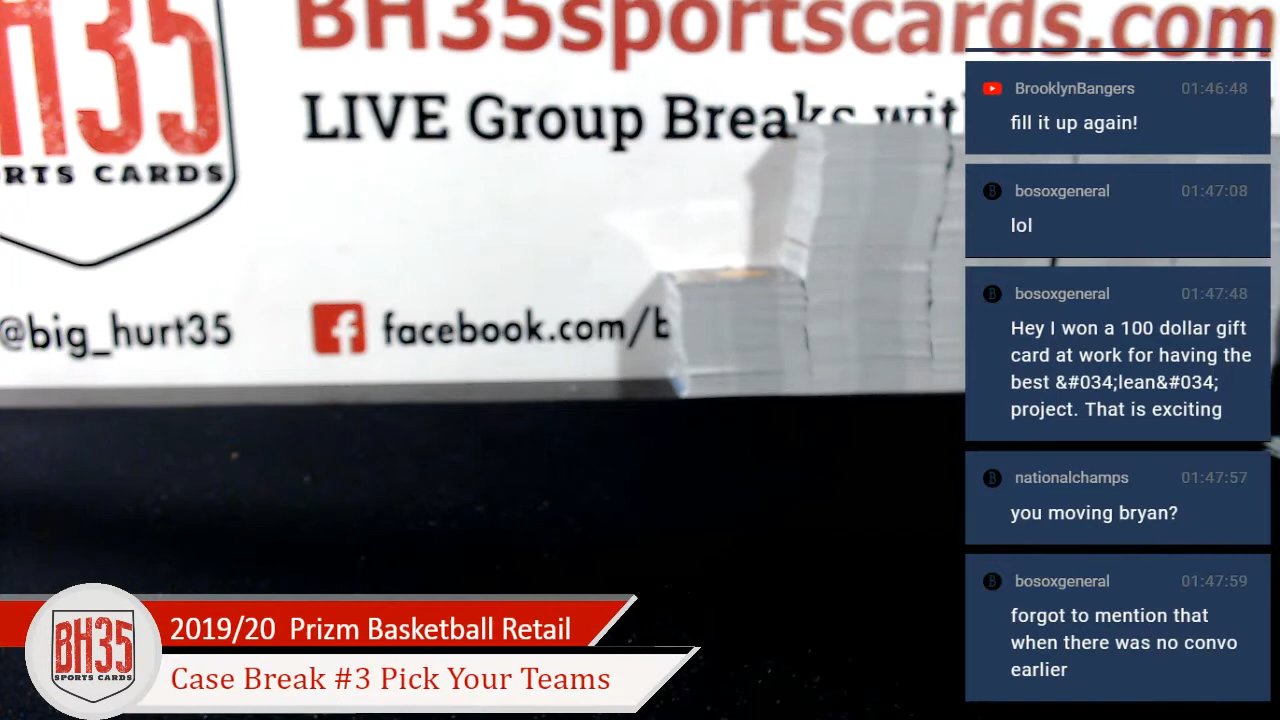 BH35sportscards.com
H35
RTS CARDS
LIVE Group Breaks wit
@big_hurt35
facebook.com/b
BrooklynBangers 01:46:48
fill it up again!
bosoxgeneral 01:47:08
lol
bosoxgeneral 01:47:48
Hey I won a 100 dollar gift
card at work for having the
best &#034;lean&#034;
project. That is exciting
nationalchamps 01:47:57
you moving bryan?
bosoxgeneral 01:47:59
forgot to mention that
when there was no convo
earlier
BH35
SPORTS CARDS
2019/20 Prizm Basketball Retail
Case Break #3 Pick Your Teams